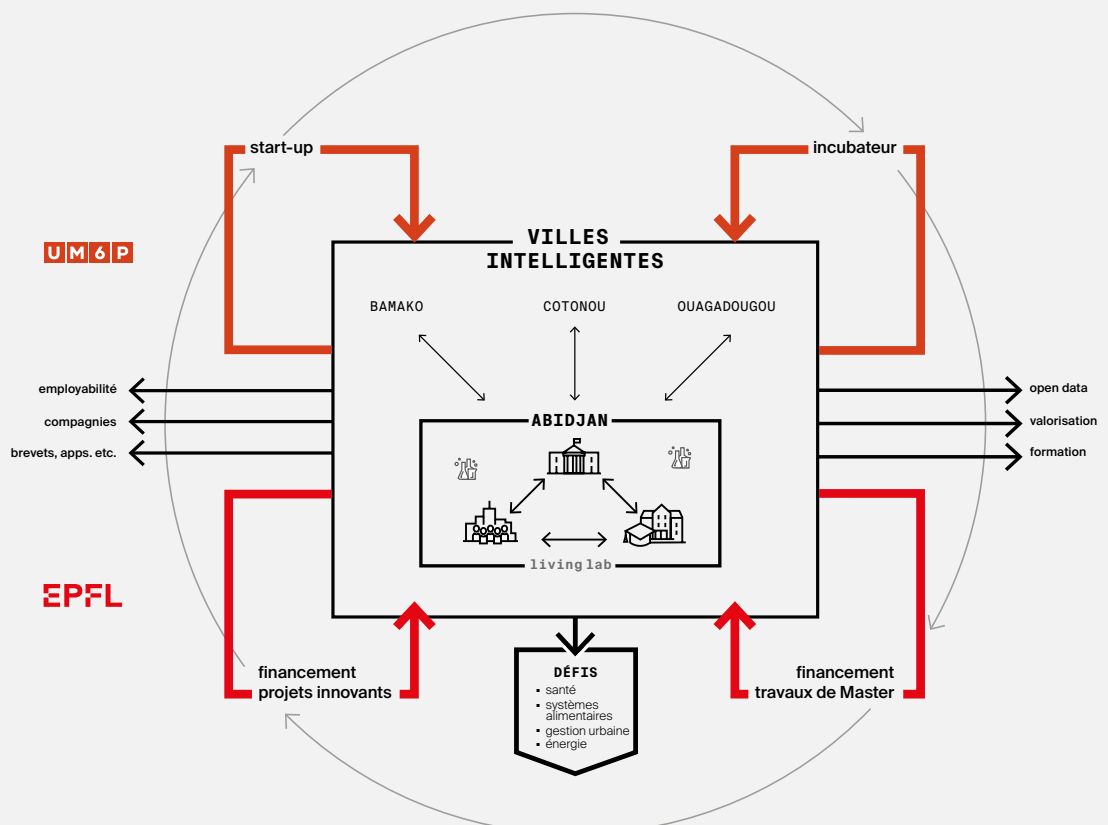 start-up
incubateur
UM6P
VILLES
INTELLIGENTES
BAMAKO
COTONOU
OUAGADOUGOU
employabilité
compagnies
brevets, apps. etc.
open data
valorisation
formation
ABIDJAN
living lab
EPFL
financement
projets innovants
financement
travaux de Master
DÉFIS
▪ santé
▪ systèmes
alimentaires
▪ gestion urbaine
▪ énergie